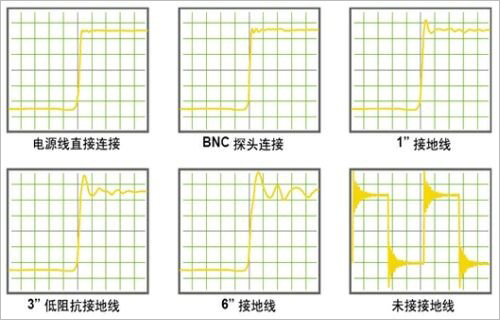 电源线直接连接
BNC 探头连接
1” 接地线
3” 低阻抗接地线
6” 接地线
未接接地线